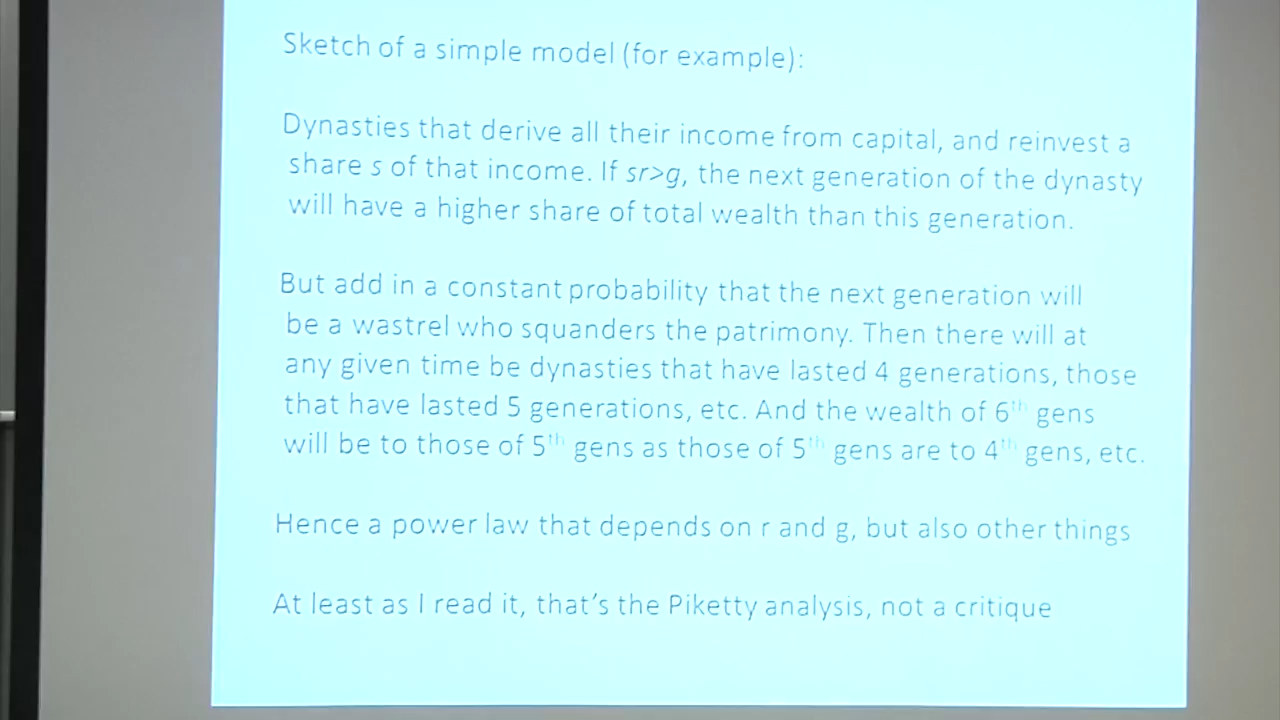 Sketch of a simple model (for example):
Dynasties that derive all their income from capital, and reinvest a
share s of that income. If sr>g, the next generation of the dynasty
will have a higher share of total wealth than this generation.
But add in a constant probability that the next generation will
be a wastrel who squanders the patrimony. Then there will at
any given time be dynasties that have lasted 4 generations, those
that have lasted 5 generations, etc. And the wealth of 6th gens
will be to those of 5th gens as those of 5th gens are to 4th gens, etc.
Hence a power law that depends on r and g, but also other things
At least as I read it, that's the Piketty analysis, not a critique